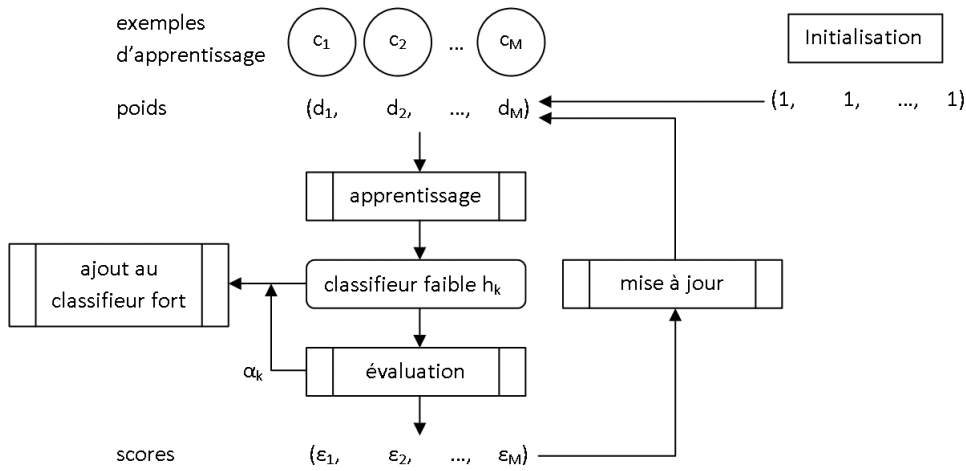 exemples
d'apprentissage
c1 c2 ... cM
Initialisation
poids
(d1, d2, ..., dM)
(1, 1, ..., 1)
apprentissage
ajout au
classifieur fort
classifieur faible hk
mise à jour
αk
évaluation
scores
(ε1, ε2, ..., εM)